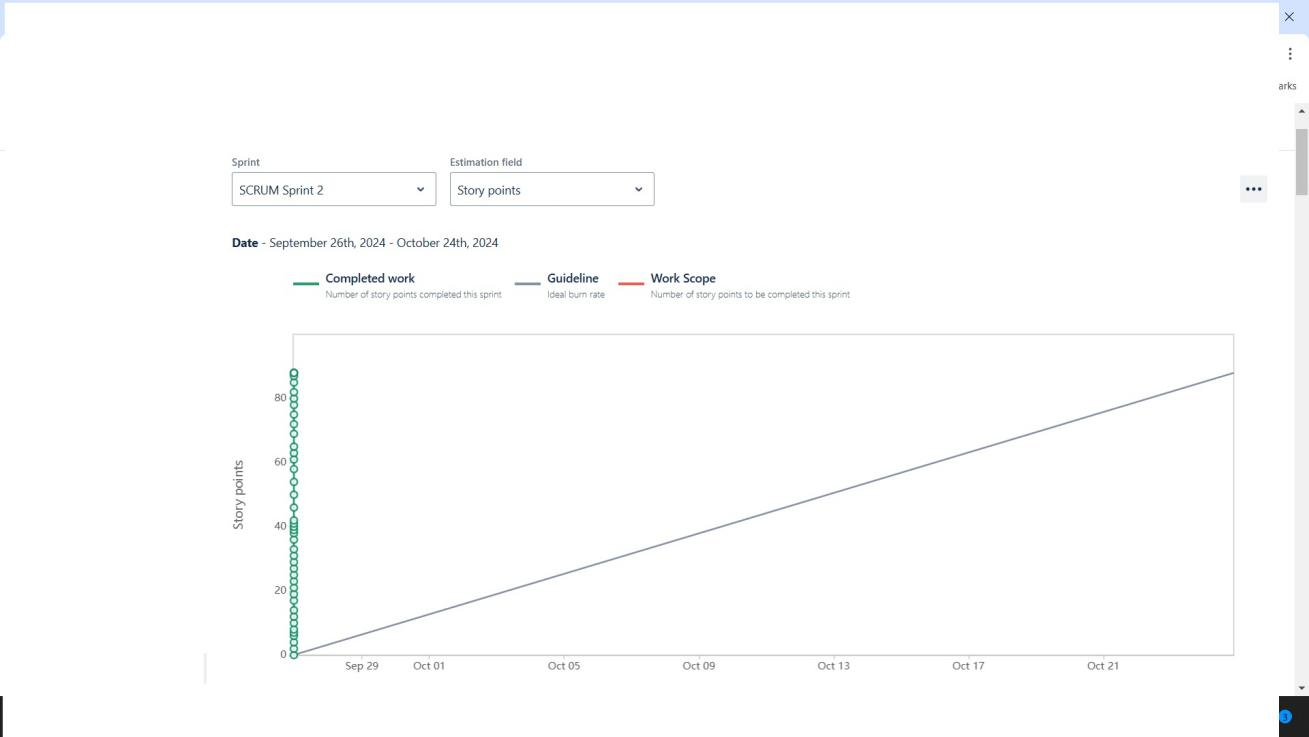 arks
Sprint
Estimation field
SCRUM Sprint 2
Story points
Date - September 26th, 2024 - October 24th, 2024
Completed work
Number of story points completed this sprint
Guideline
Ideal burn rate
Work Scope
Number of story points to be completed this sprint
Story points
80
60
40
20
0
Sep 29
Oct 01
Oct 05
Oct 09
Oct 13
Oct 17
Oct 21
3